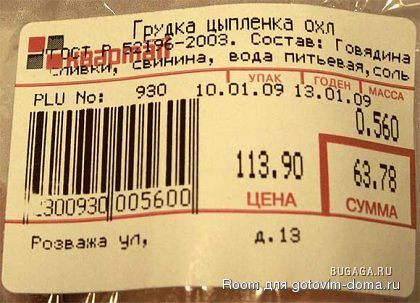 Грудка цыпленка охл
ГОСТ Р 52196-2003. Состав: Говядина
квартал
сливки, свинина, вода питьевая,соль
УПАК ГОДЕН МАССА
PLU No: 930 10.01.09 13.01.09
0.560
113.90 63.78
ЦЕНА СУММА
2300930 005600
Розважа ул, д.13
BUGAGA.RU
Room для gotovim-doma.ru